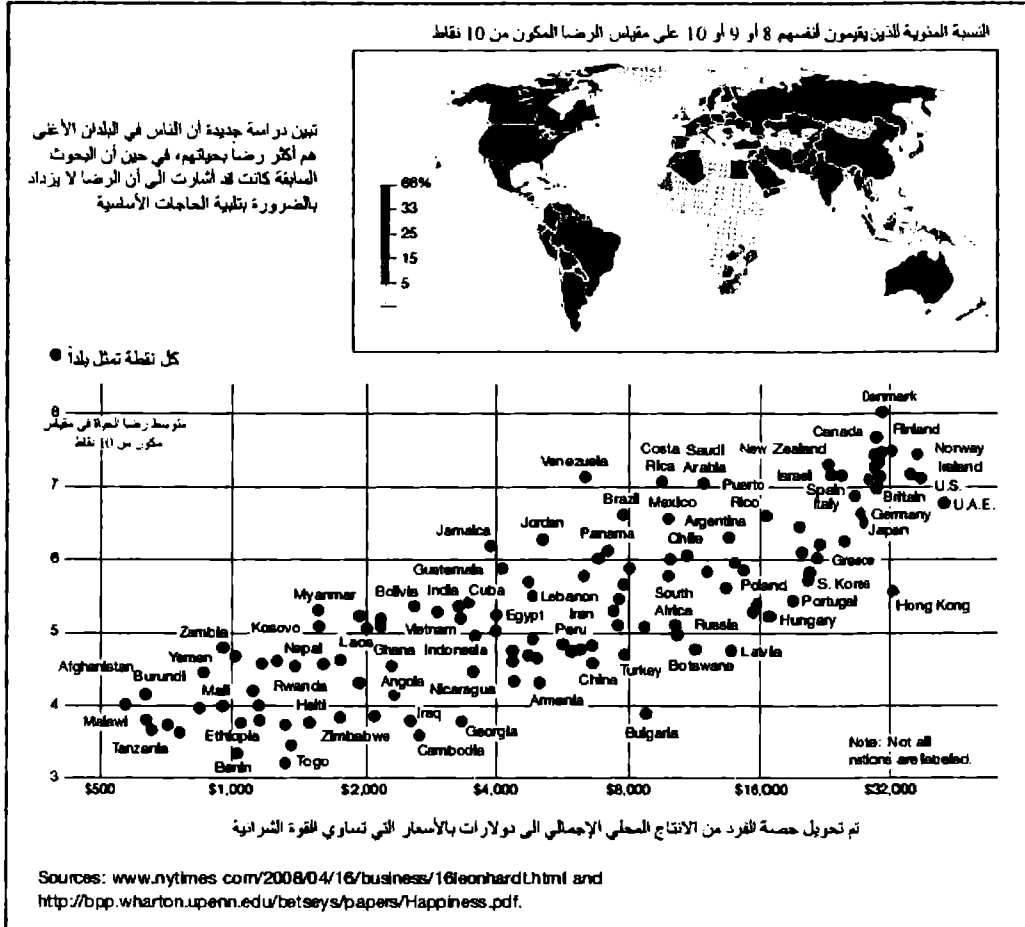 النسبة المئوية للذين يقيمون أنفسهم 8 أو 9 أو 10 على مقياس الرضا المكون من 10 نقاط
تبين دراسة جديدة أن الناس في البلدان الأغنى
هم أكثر رضاً بحياتهم، في حين أن البحوث
السابقة كانت قد أشارت الى أن الرضا لا يزداد
بالضرورة بتلبية الحاجات الأساسية
66%
33
25
15
5
كل نقطة تمثل بلداً
متوسط رضا الحياة في مقياس
مكون من 10 نقاط
8
7
6
5
4
3
Denmark
Canada
Finland
Norway
Ireland
U.S.
U.A.E.
New Zealand
Israel
Spain
Italy
Britain
Germany
Japan
Venezuela
Costa Rica
Saudi Arabia
Puerto Rico
Brazil
Mexico
Argentina
Chile
Jamaica
Jordan
Panama
Guatemala
Greece
S. Korea
Portugal
Hungary
Hong Kong
Poland
Myanmar
Bolivia
India
Cuba
Lebanon
Iran
South Africa
Russia
Latvia
Botswana
Kosovo
Laos
Vietnam
Egypt
Peru
Zambia
Yemen
Nepal
Ghana
Indonesia
China
Turkey
Afghanistan
Burundi
Mali
Rwanda
Angola
Nicaragua
Armenia
Malawi
Tanzania
Ethiopia
Haiti
Benin
Togo
Zimbabwe
Iraq
Cambodia
Georgia
Bulgaria
Note: Not all
nations are labeled.
$500 $1,000 $2,000 $4,000 $8,000 $16,000 $32,000
تم تحويل حصة الفرد من الانتاج المحلي الإجمالي الى دولارات بالأسعار التي تساوي القوة الشرائية
Sources: www.nytimes.com/2008/04/16/business/16leonhardt.html and
http://bpp.wharton.upenn.edu/betseys/papers/Happiness.pdf.